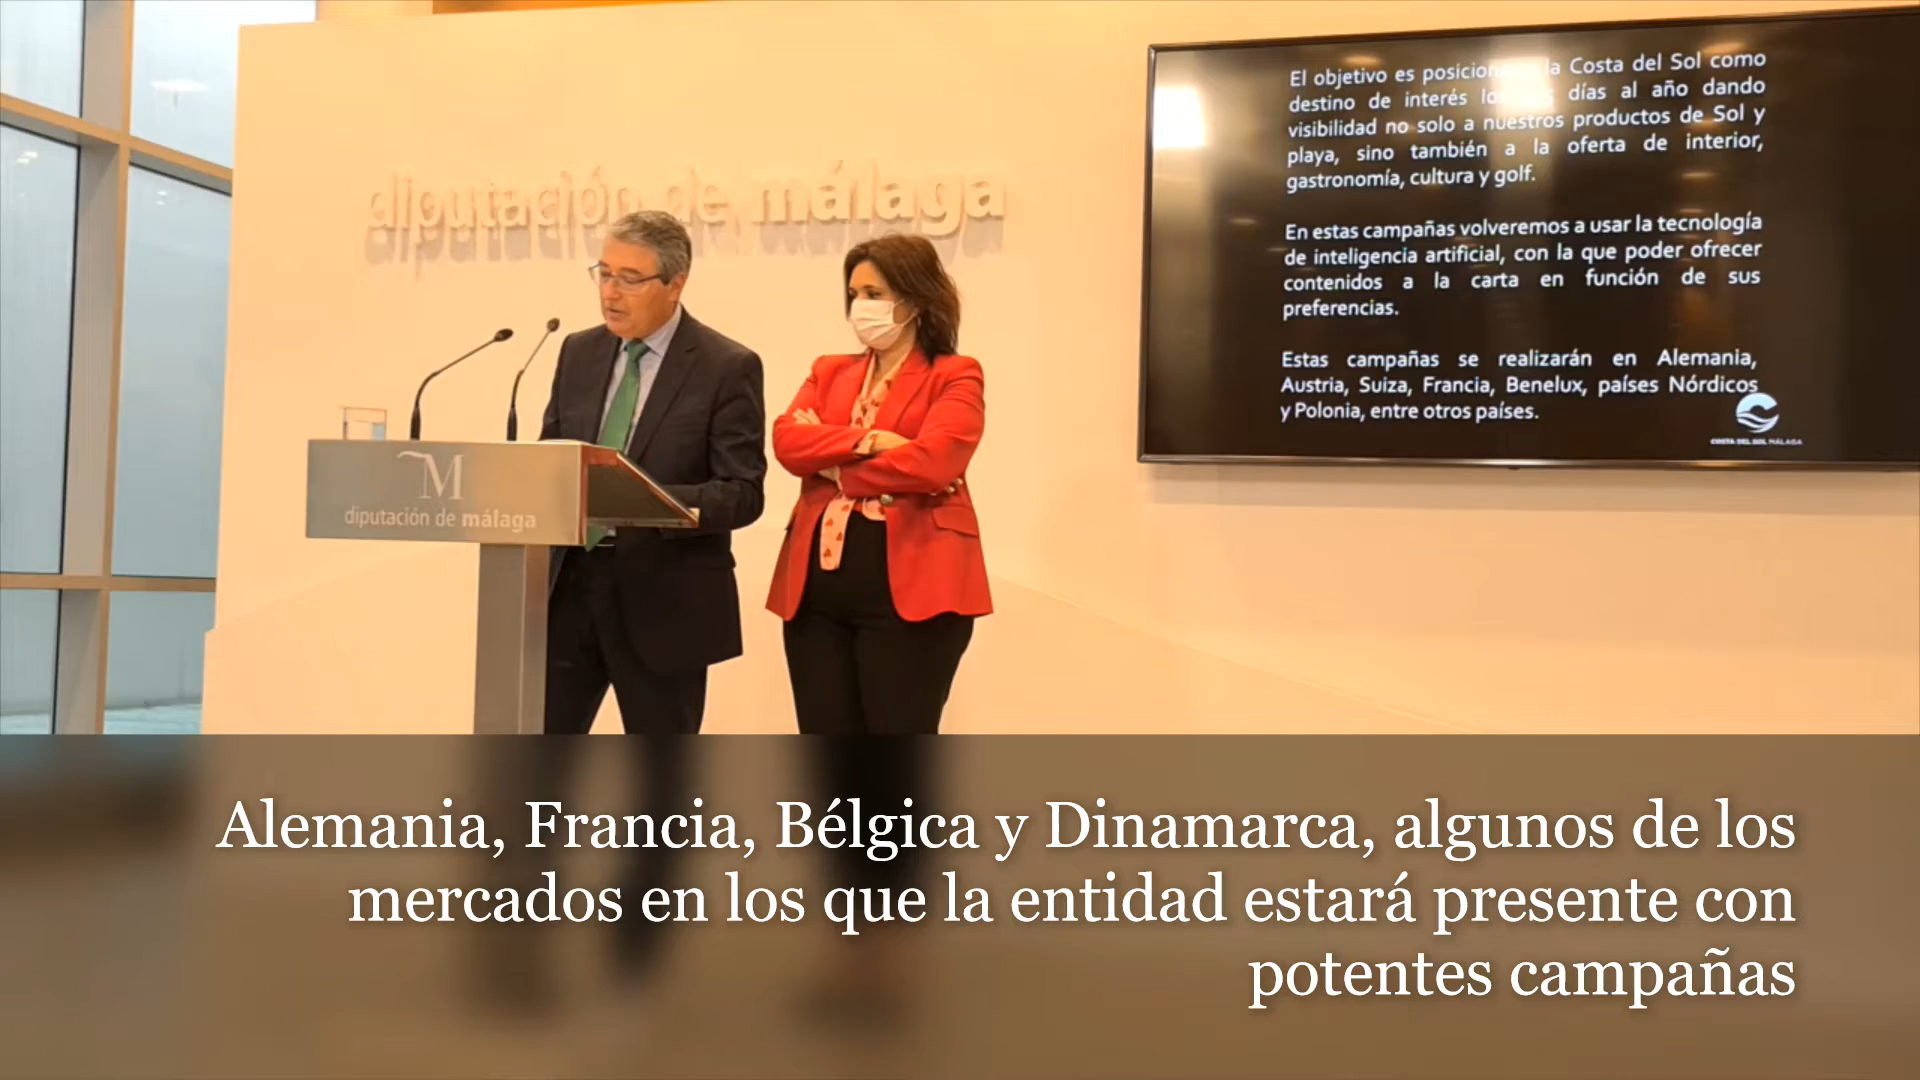 diputación de málaga
El objetivo es la Costa del Sol como
destino de interés días al año dando
visibilidad no solo a nuestros productos de Sol y
playa, sino también a la oferta de interior,
gastronomía, cultura y golf.
En estas campañas volveremos a usar la tecnología
de inteligencia artificial, con la que poder ofrecer
contenidos a la carta en función de sus
preferencias.
Estas campañas se realizarán en Alemania,
Austria, Suiza, Francia, Benelux, países Nórdicos
y Polonia, entre otros países.
COSTA DEL SOL MÁLAGA
M
diputación de málaga
Alemania, Francia, Bélgica y Dinamarca, algunos de los
mercados en los que la entidad estará presente con
potentes campañas